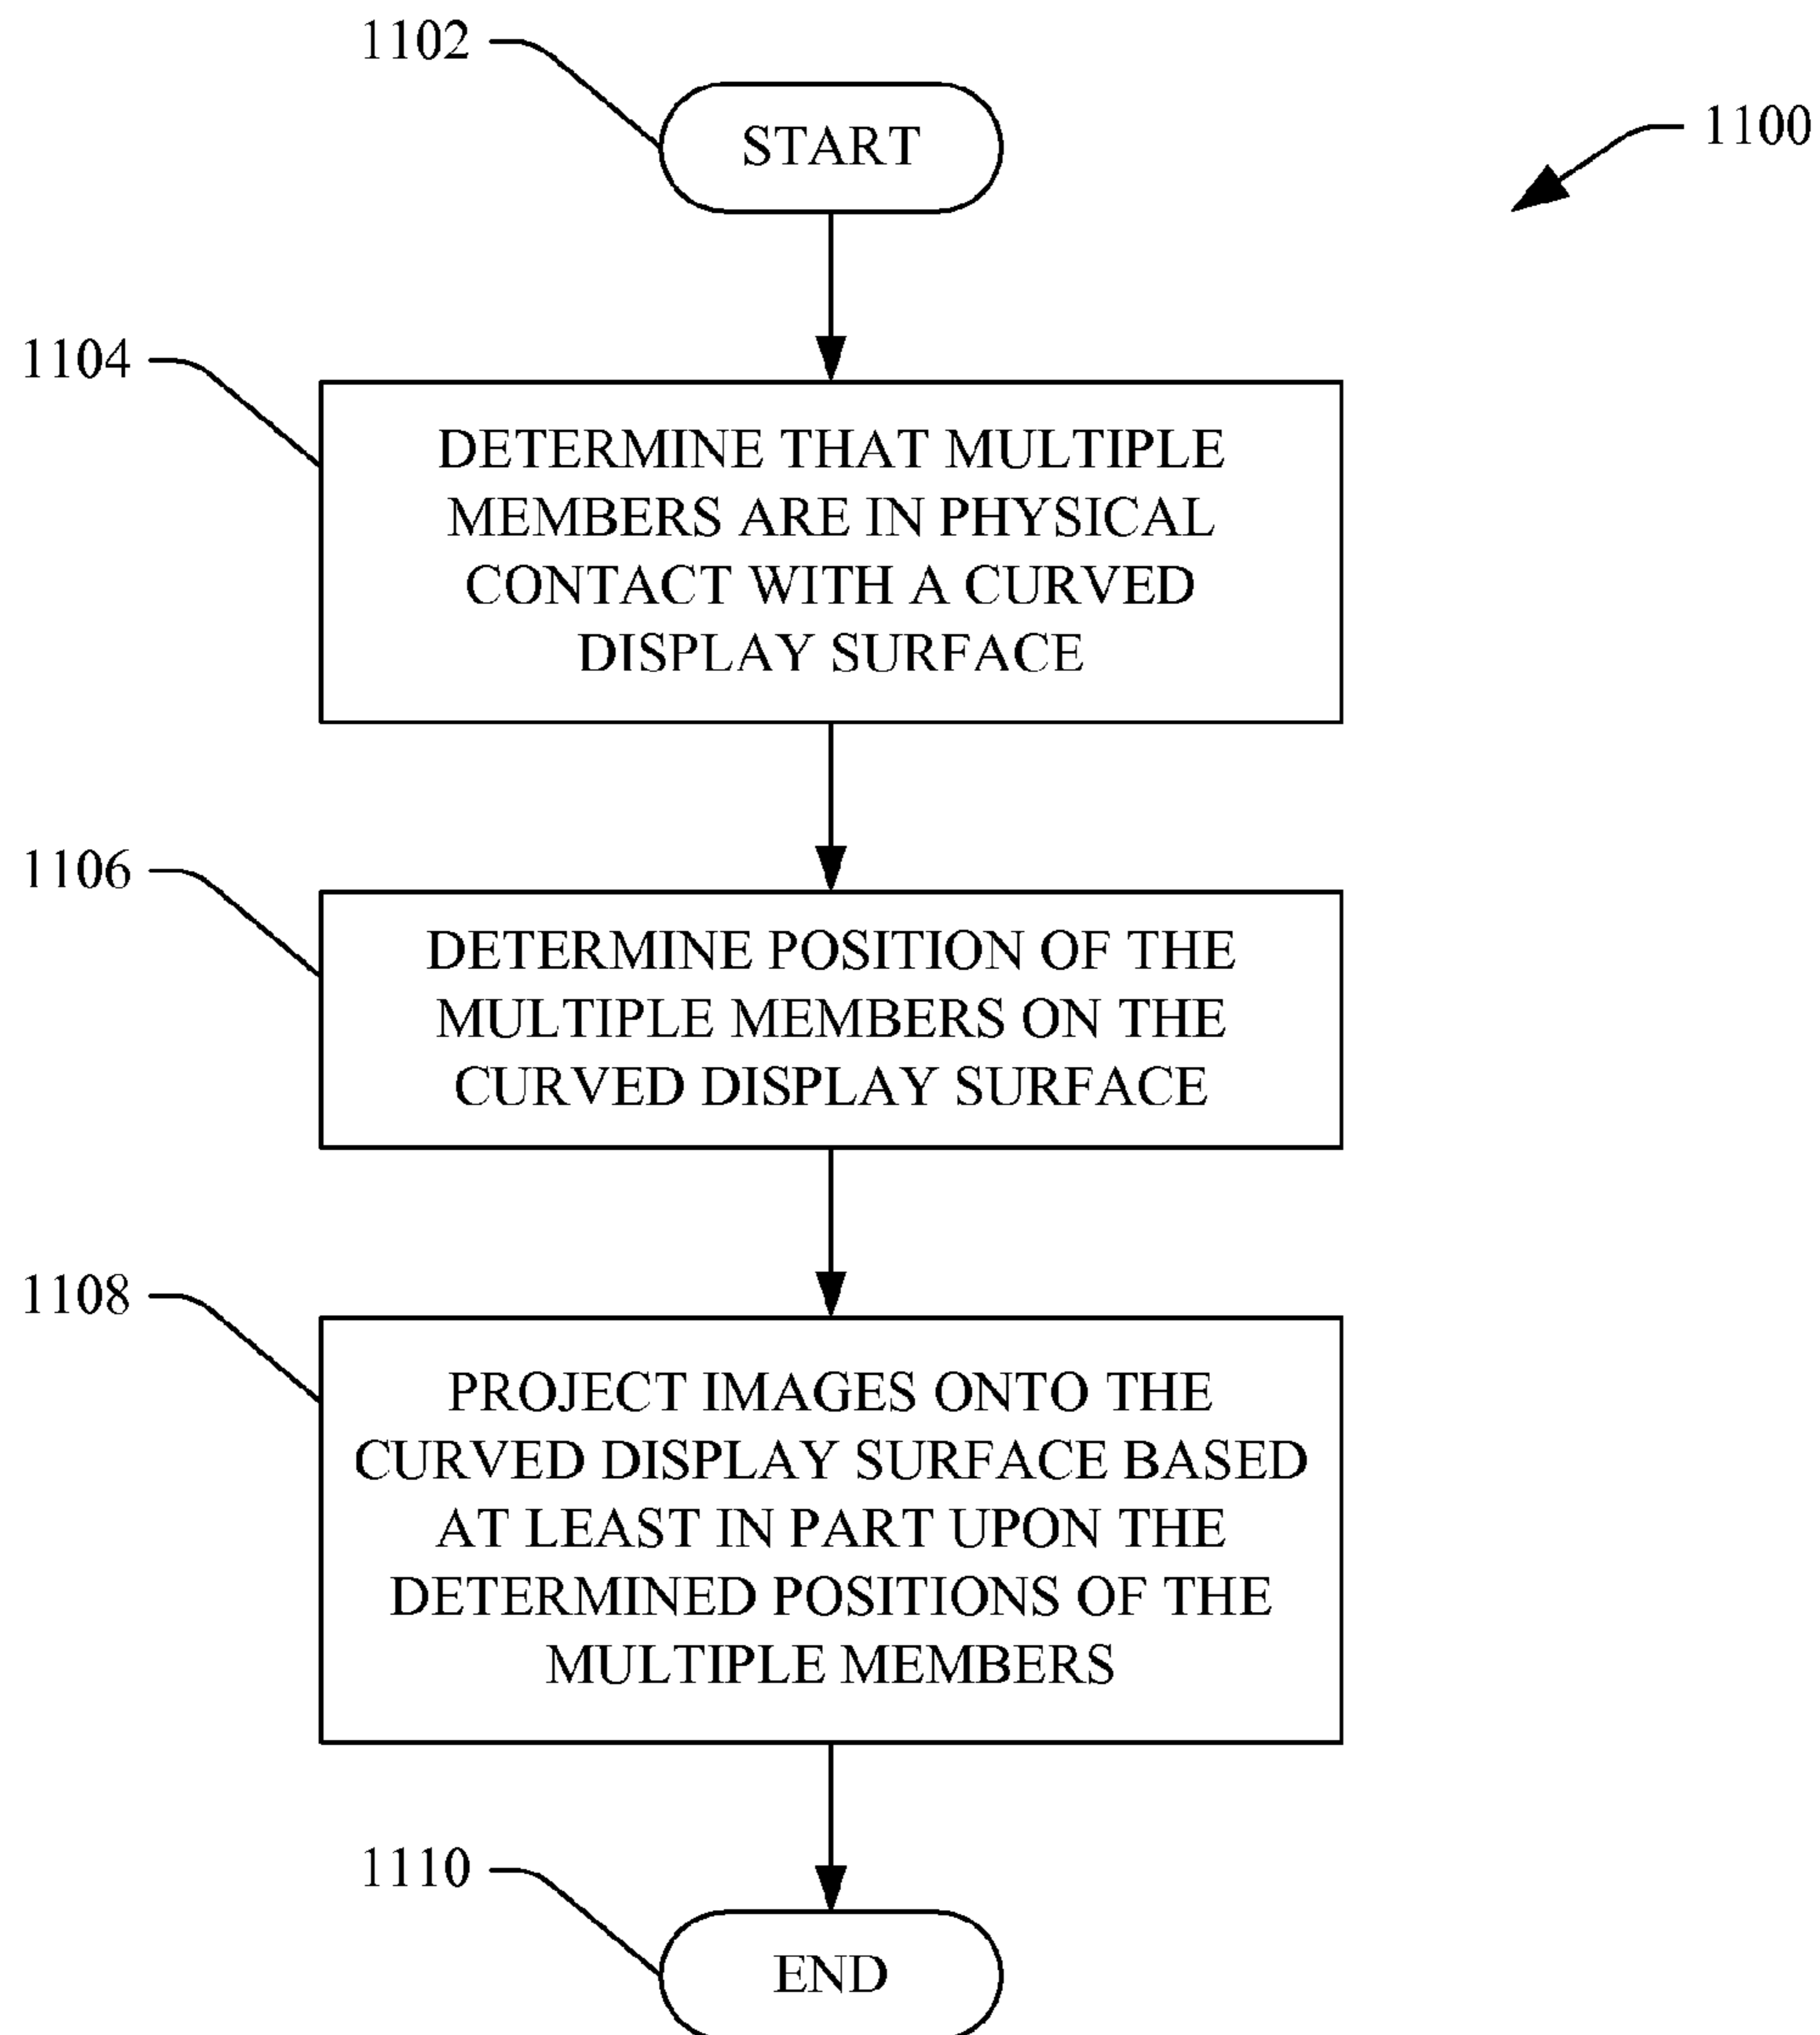 1102
START
1100
1104
DETERMINE THAT MULTIPLE
MEMBERS ARE IN PHYSICAL
CONTACT WITH A CURVED
DISPLAY SURFACE
1106
DETERMINE POSITION OF THE
MULTIPLE MEMBERS ON THE
CURVED DISPLAY SURFACE
1108
PROJECT IMAGES ONTO THE
CURVED DISPLAY SURFACE BASED
AT LEAST IN PART UPON THE
DETERMINED POSITIONS OF THE
MULTIPLE MEMBERS
1110
END